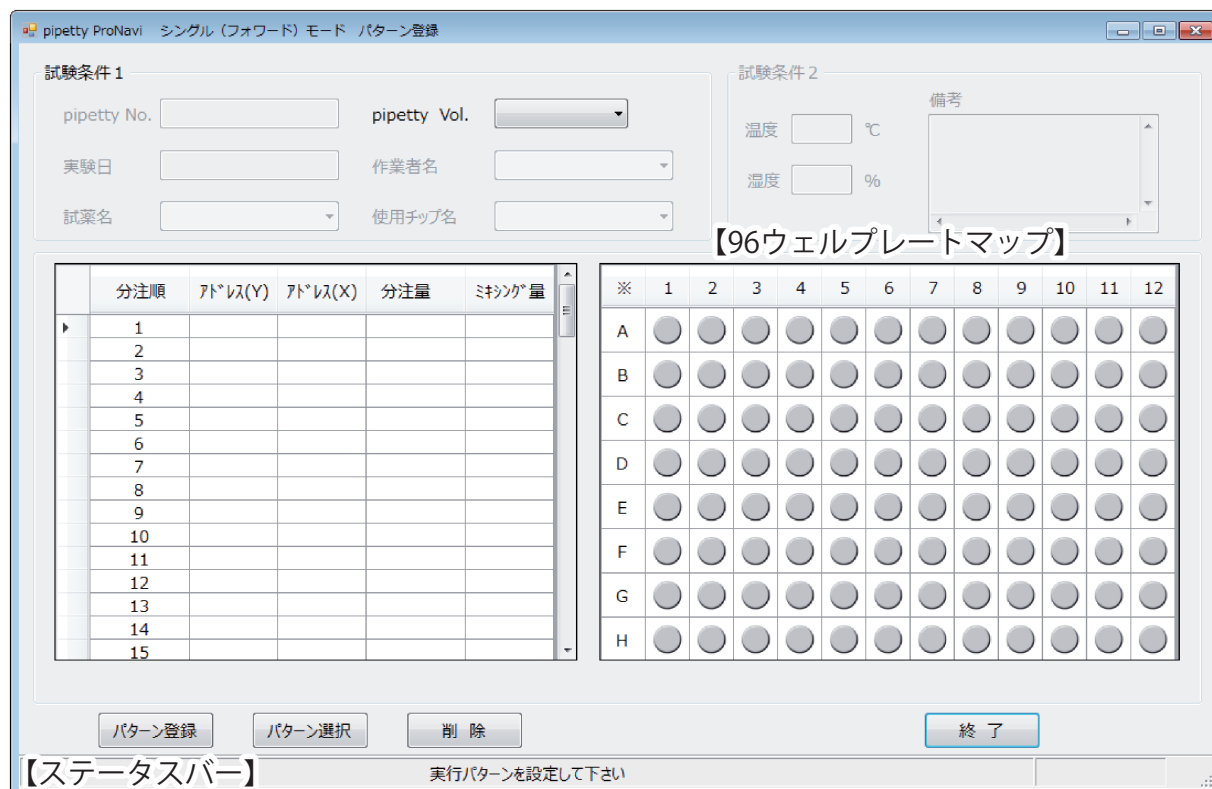 pipetty ProNavi シングル（フォワード）モード パターン登録
試験条件１
pipetty No.
pipetty Vol.
実験日
作業者名
試薬名
使用チップ名
試験条件２
温度 ℃
湿度 %
備考
【96ウェルプレートマップ】
分注順 ｱﾄﾞﾚｽ(Y) ｱﾄﾞﾚｽ(X) 分注量 ﾐｷｼﾝｸﾞ量
1
2
3
4
5
6
7
8
9
10
11
12
13
14
15
※ 1 2 3 4 5 6 7 8 9 10 11 12
A
B
C
D
E
F
G
H
パターン登録 パターン選択 削 除 終 了
【ステータスバー】 実行パターンを設定して下さい